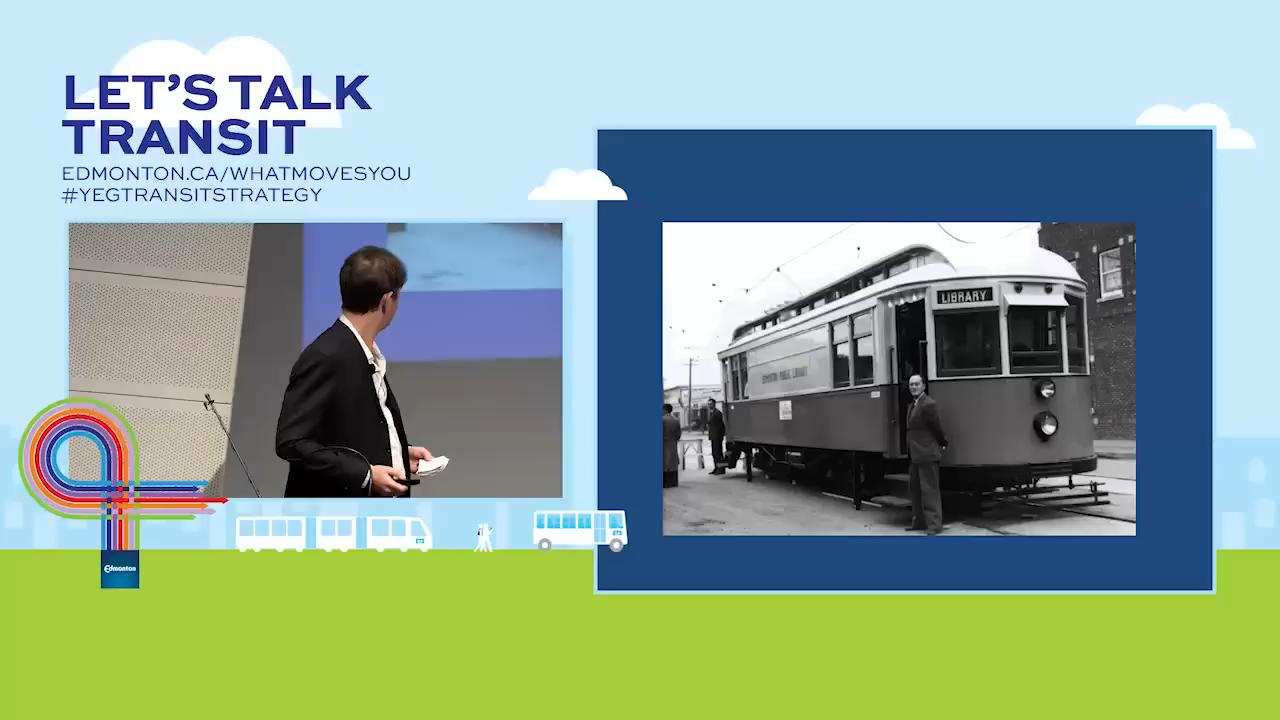 LET'S TALK
TRANSIT
EDMONTON.CA/WHATMOVESYOU
#YEGTRANSITSTRATEGY
LIBRARY
EDMONTON PUBLIC LIBRARY
ETS
ETS
Edmonton